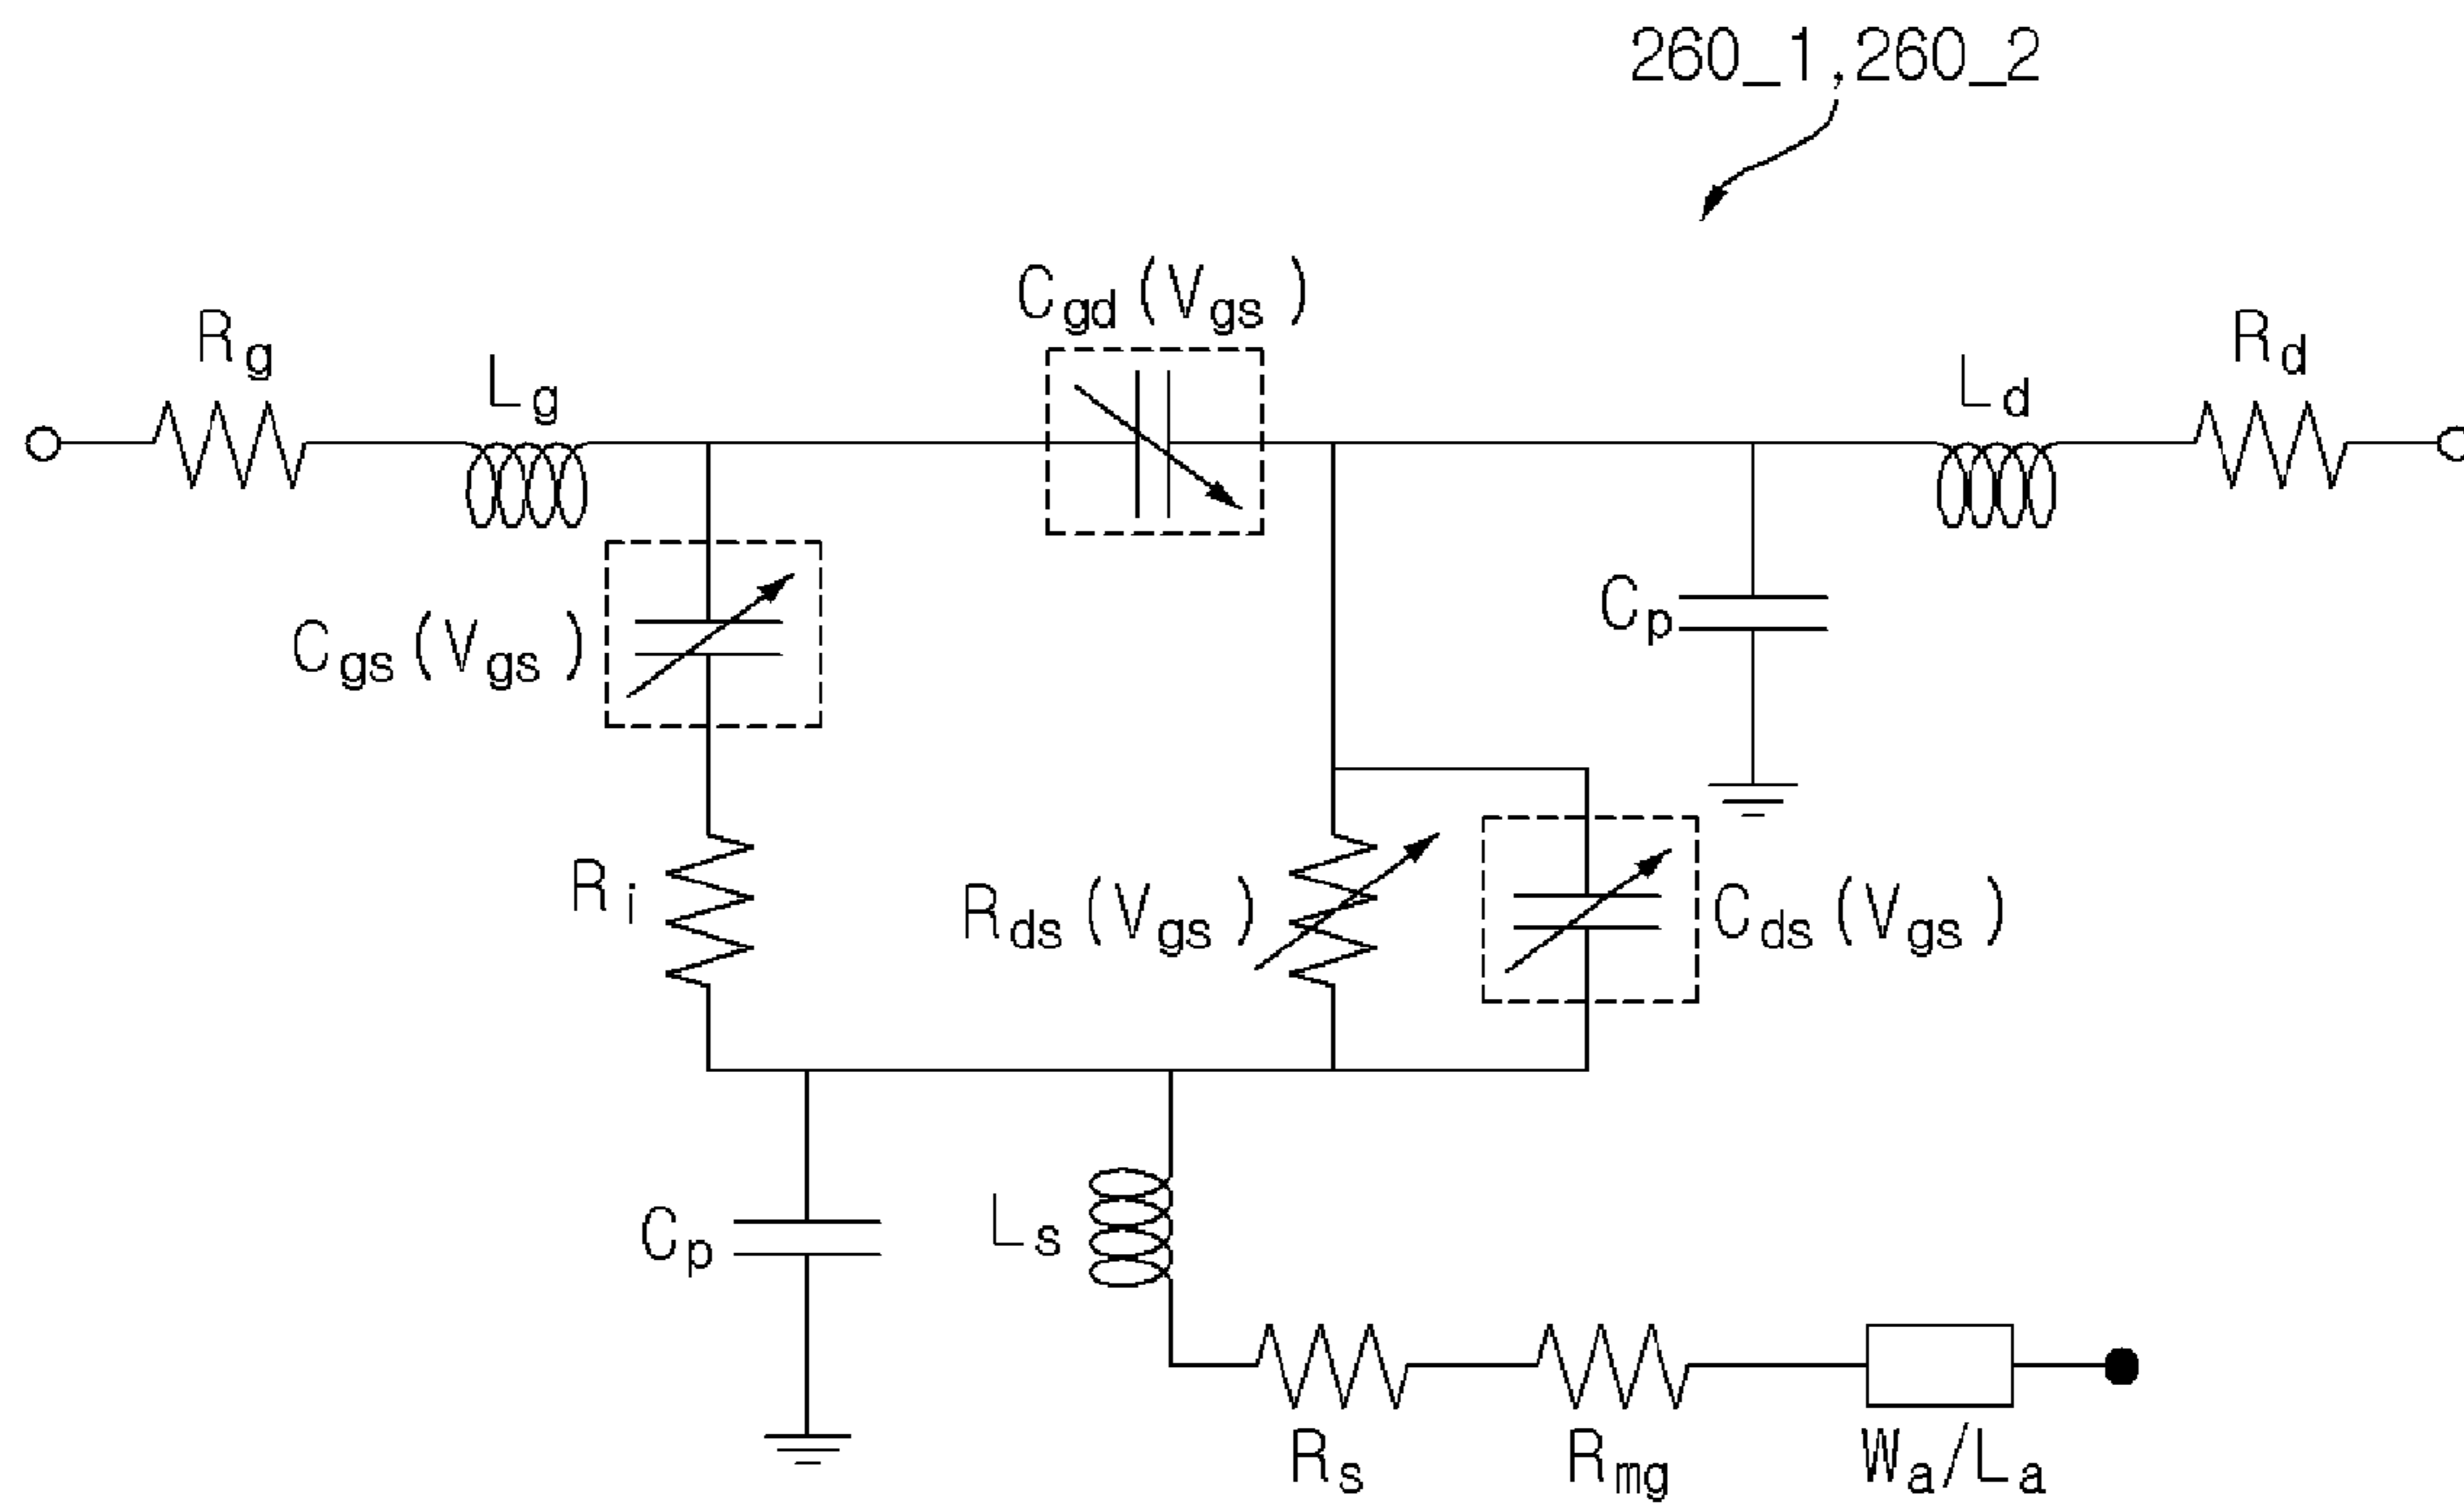 260_1,260_2
Cgd(Vgs)
Rg
Rd
Lg
Ld
Cp
Cgs(Vgs)
Ri
Rds(Vgs)
Cds(Vgs)
Cp
Ls
Rs
Rmg
Wa/La